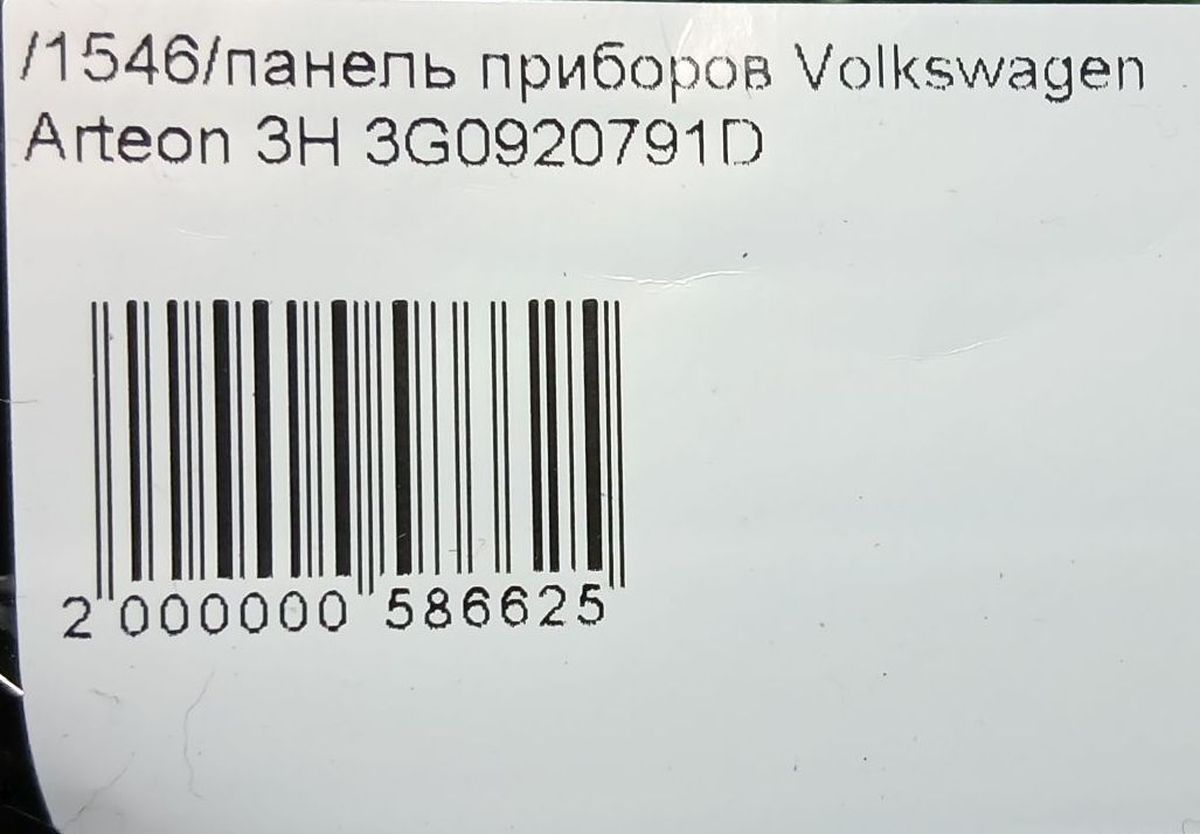 /1546/панель приборов Volkswagen
Arteon 3H 3G0920791D
2 000000 586625